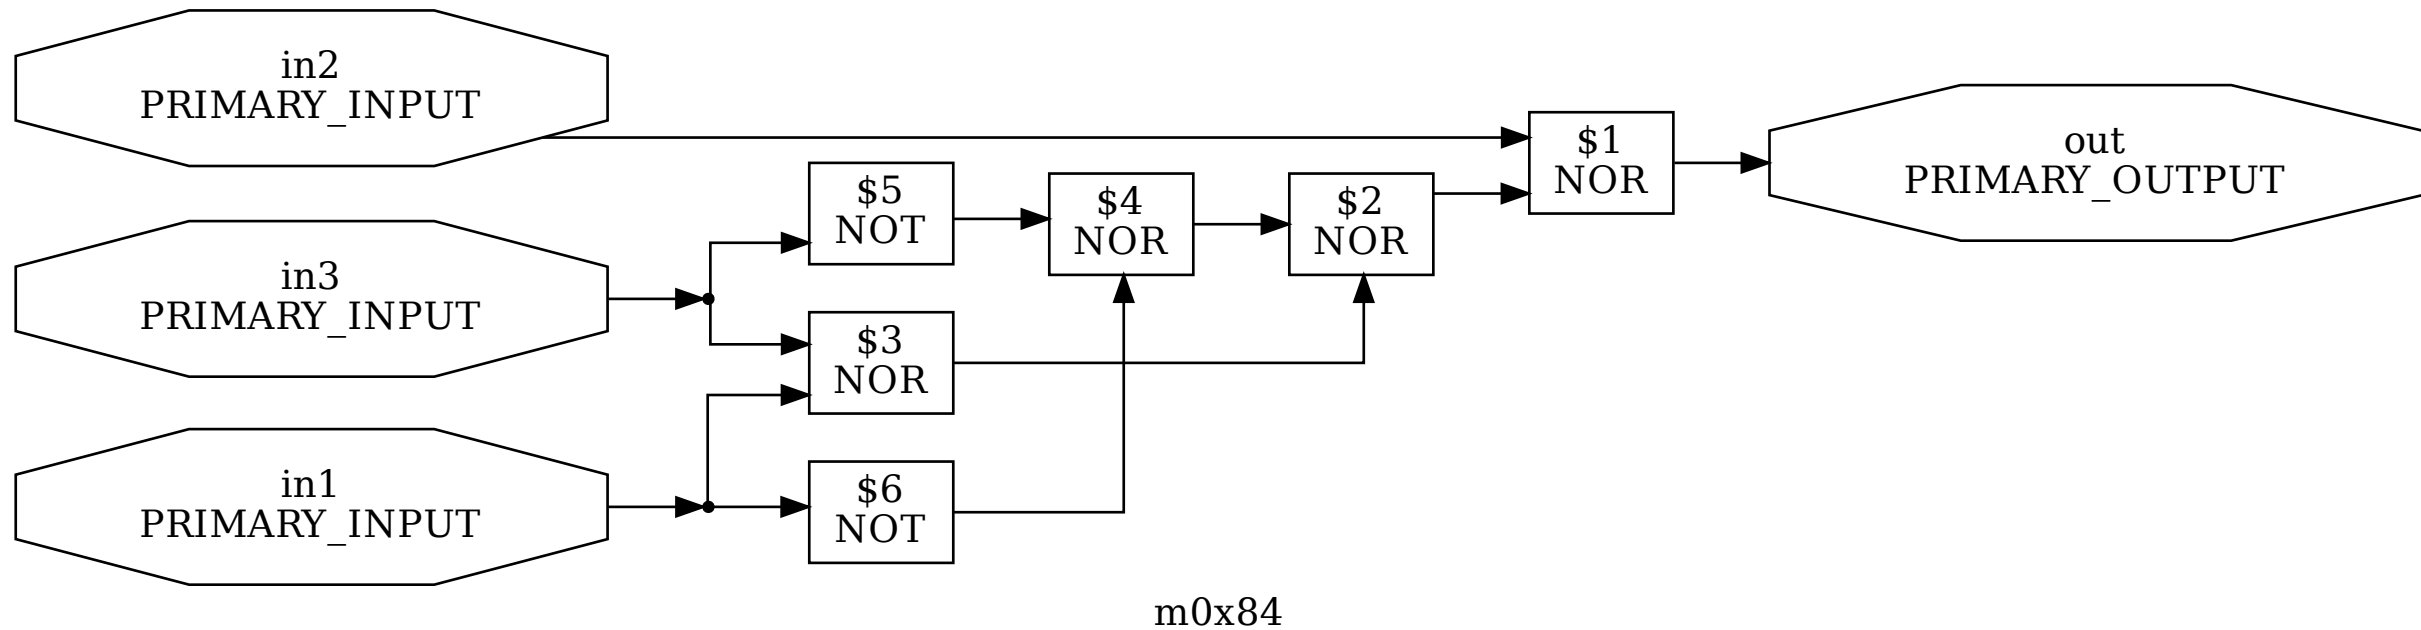 in2
PRIMARY_INPUT
in3
PRIMARY_INPUT
in1
PRIMARY_INPUT
$5
NOT
$3
NOR
$6
NOT
$4
NOR
$2
NOR
$1
NOR
out
PRIMARY_OUTPUT
m0x84